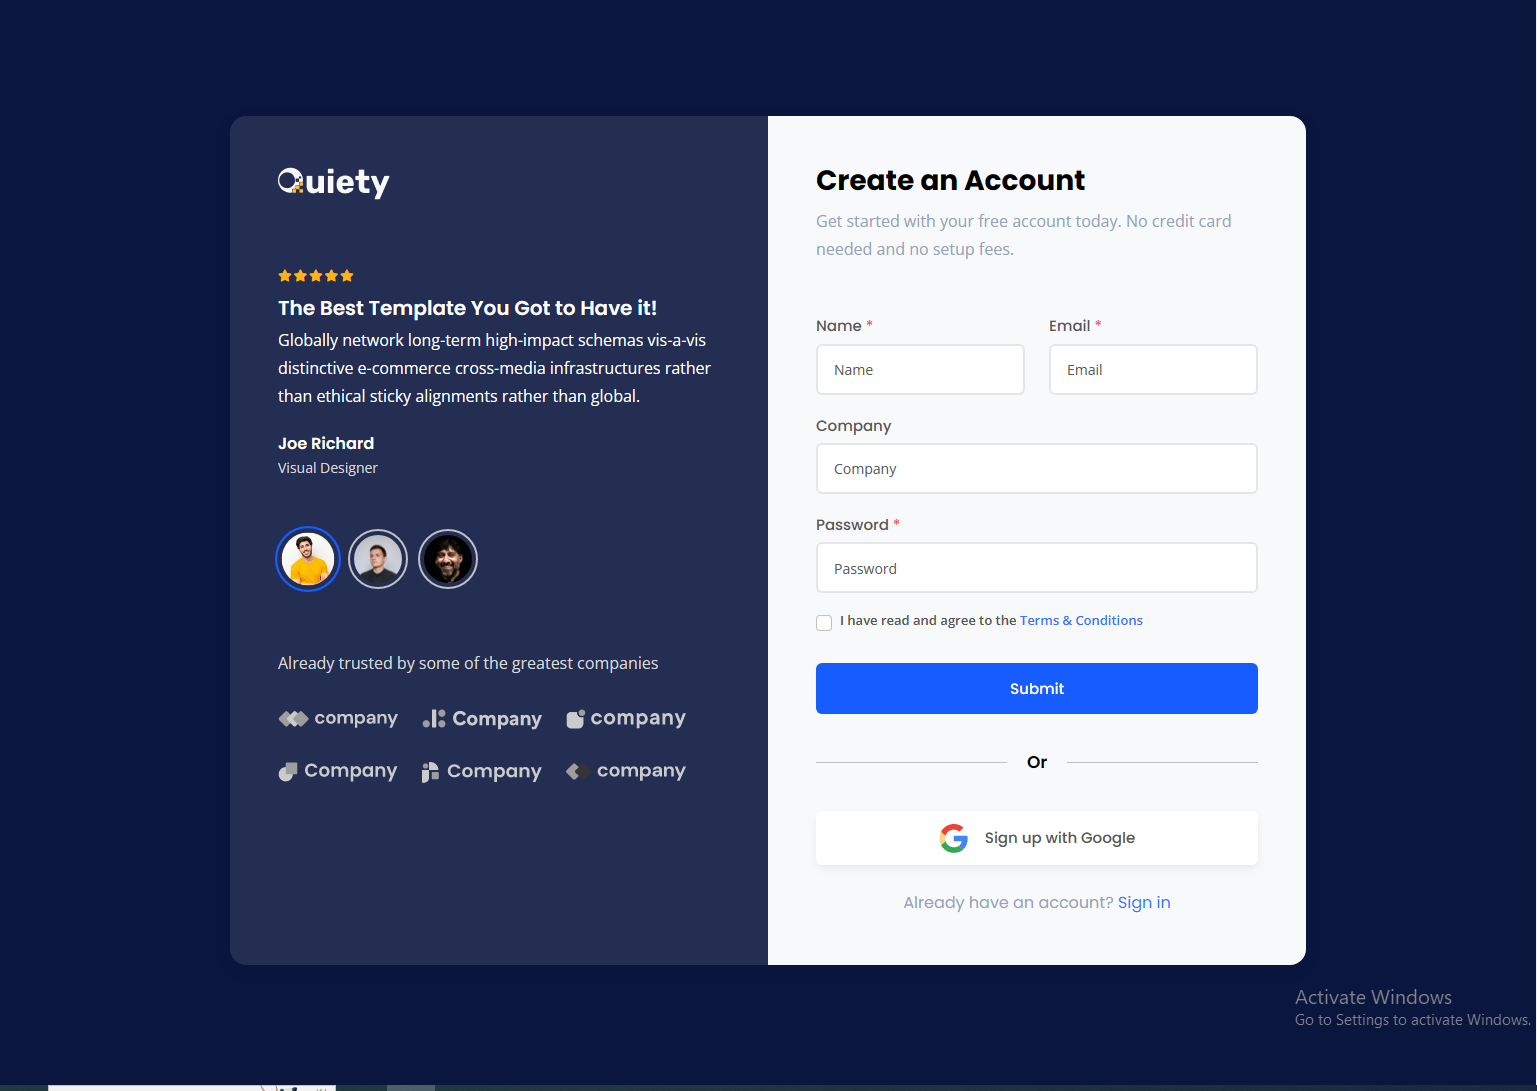 Quiety
The Best Template You Got to Have it!
Globally network long-term high-impact schemas vis-a-vis
distinctive e-commerce cross-media infrastructures rather
than ethical sticky alignments rather than global.
Joe Richard
Visual Designer
Already trusted by some of the greatest companies
company Company company
Company Company company
Create an Account
Get started with your free account today. No credit card
needed and no setup fees.
Name * Email *
Name Email
Company
Company
Password *
Password
I have read and agree to the Terms & Conditions
Submit
Or
Sign up with Google
Already have an account? Sign in
Activate Windows
Go to Settings to activate Windows.